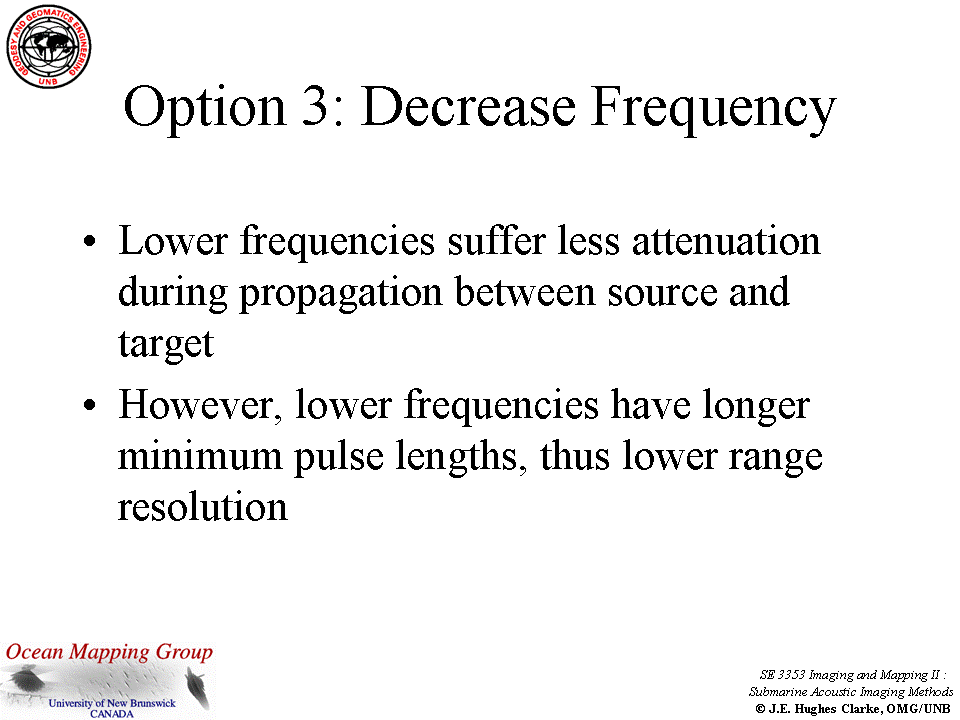 GEODESY AND GEOMATICS ENGINEERING
UNB
Option 3: Decrease Frequency
• Lower frequencies suffer less attenuation
during propagation between source and
target
• However, lower frequencies have longer
minimum pulse lengths, thus lower range
resolution
Ocean Mapping Group
University of New Brunswick
CANADA
SE 3353 Imaging and Mapping II :
Submarine Acoustic Imaging Methods
© J.E. Hughes Clarke, OMG/UNB